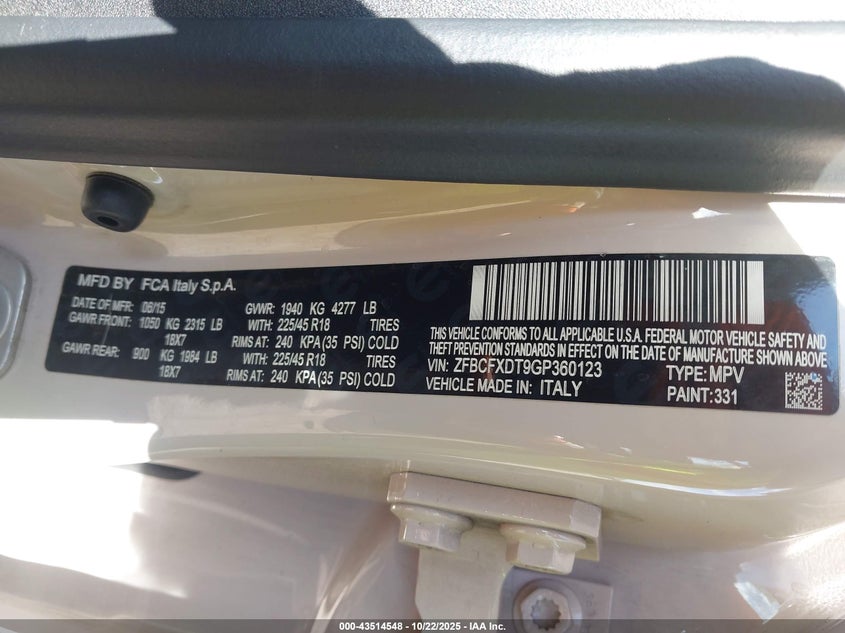 MFD BY FCA Italy S.p.A.
DATE OF MFR: 06/15 GVWR: 1940 KG 4277 LB
GAWR FRONT: 1050 KG 2315 LB WITH: 225/45 R18 TIRES
18X7 RIMS AT: 240 KPA(35 PSI) COLD
GAWR REAR: 900 KG 1984 LB WITH: 225/45 R18 TIRES
18X7 RIMS AT: 240 KPA(35 PSI) COLD
THIS VEHICLE CONFORMS TO ALL APPLICABLE U.S.A. FEDERAL MOTOR VEHICLE SAFETY AND
THEFT PREVENTION STANDARDS IN EFFECT ON THE DATE OF MANUFACTURE SHOWN ABOVE.
VIN: ZFBCFXDT9GP360123 TYPE: MPV
VEHICLE MADE IN: ITALY PAINT:331
000-43514548 - 10/22/2025 - IAA Inc.